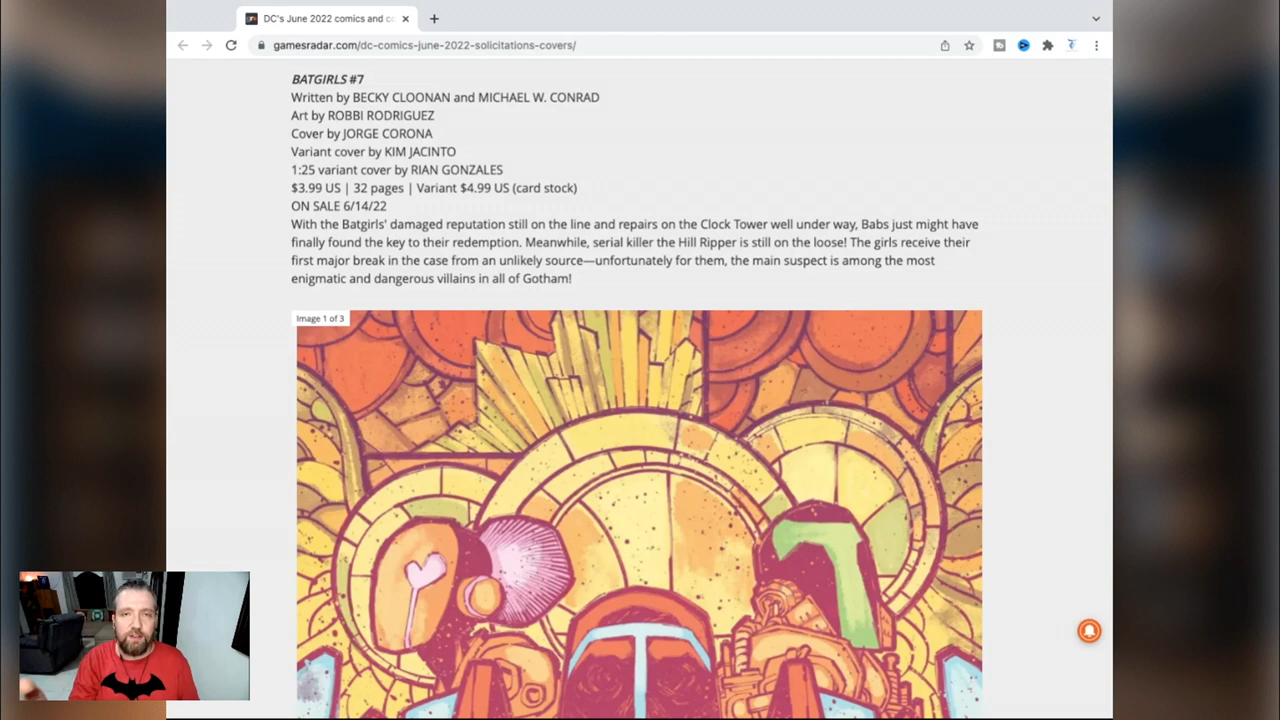 DC's June 2022 comics and co
gamesradar.com/dc-comics-june-2022-solicitations-covers/
BATGIRLS #7
Written by BECKY CLOONAN and MICHAEL W. CONRAD
Art by ROBBI RODRIGUEZ
Cover by JORGE CORONA
Variant cover by KIM JACINTO
1:25 variant cover by RIAN GONZALES
$3.99 US | 32 pages | Variant $4.99 US (card stock)
ON SALE 6/14/22
With the Batgirls' damaged reputation still on the line and repairs on the Clock Tower well under way, Babs just might have
finally found the key to their redemption. Meanwhile, serial killer the Hill Ripper is still on the loose! The girls receive their
first major break in the case from an unlikely source—unfortunately for them, the main suspect is among the most
enigmatic and dangerous villains in all of Gotham!
Image 1 of 3